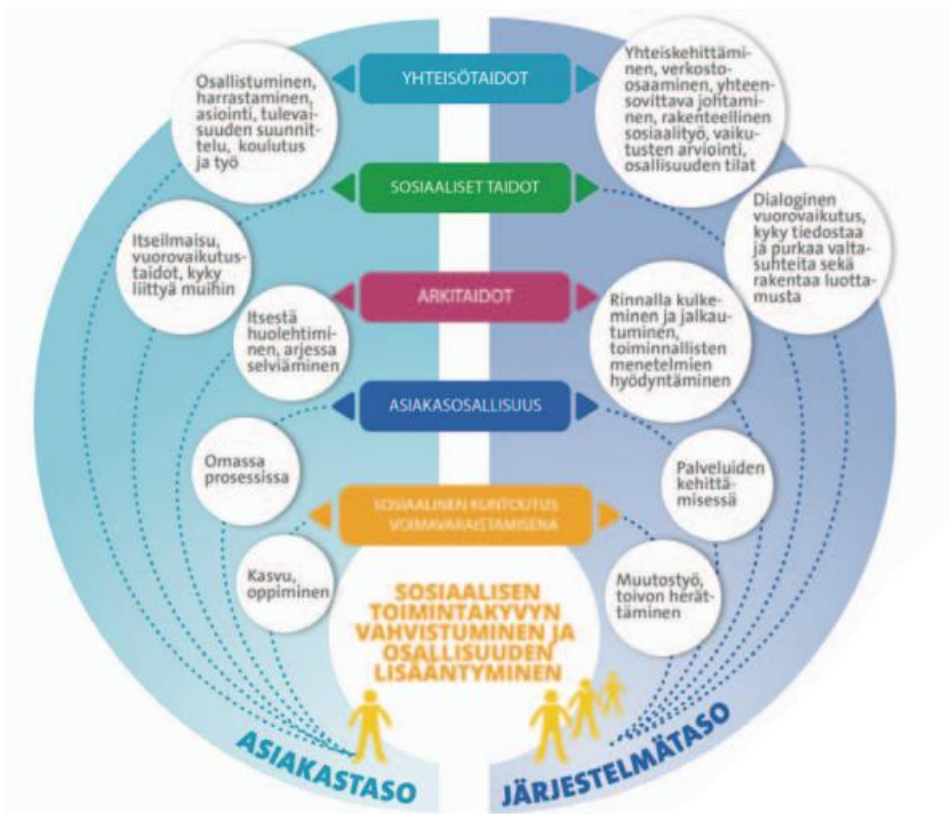 YHTEISÖTAIDOT
Osallistuminen,
harrastaminen,
asiointi, tulevai-
suuden suunnit-
telu, koulutus
ja työ
Yhteiskehittämi-
nen, verkosto-
osaaminen, yhteen-
sovittava johtami-
nen, rakenteellinen
sosiaalityö, vaiku-
tusten arviointi,
osallisuuden tilat
SOSIAALISET TAIDOT
Itseilmaisu,
vuorovaikutus-
taidot, kyky
liittyä muihin
Dialoginen
vuorovaikutus,
kyky tiedostaa
ja purkaa valta-
suhteita sekä
rakentaa luotta-
musta
ARKITAIDOT
Itsestä
huolehtimi-
nen, arjessa
selviäminen
Rinnalla kulke-
minen ja jalkau-
tuminen,
toiminnallisten
menetelmien
hyödyntäminen
ASIAKASOSALLISUUS
Omassa
prosessissa
Palveluiden
kehittä-
misessä
SOSIAALINEN KUNTOUTUS
VOIMAVARAISTAMISENA
Kasvu,
oppiminen
Muutostyö,
toivon herät-
täminen
SOSIAALISEN
TOIMINTAKYVYN
VAHVISTUMINEN JA
OSALLISUUDEN
LISÄÄNTYMINEN
ASIAKASTASO
JÄRJESTELMÄTASO